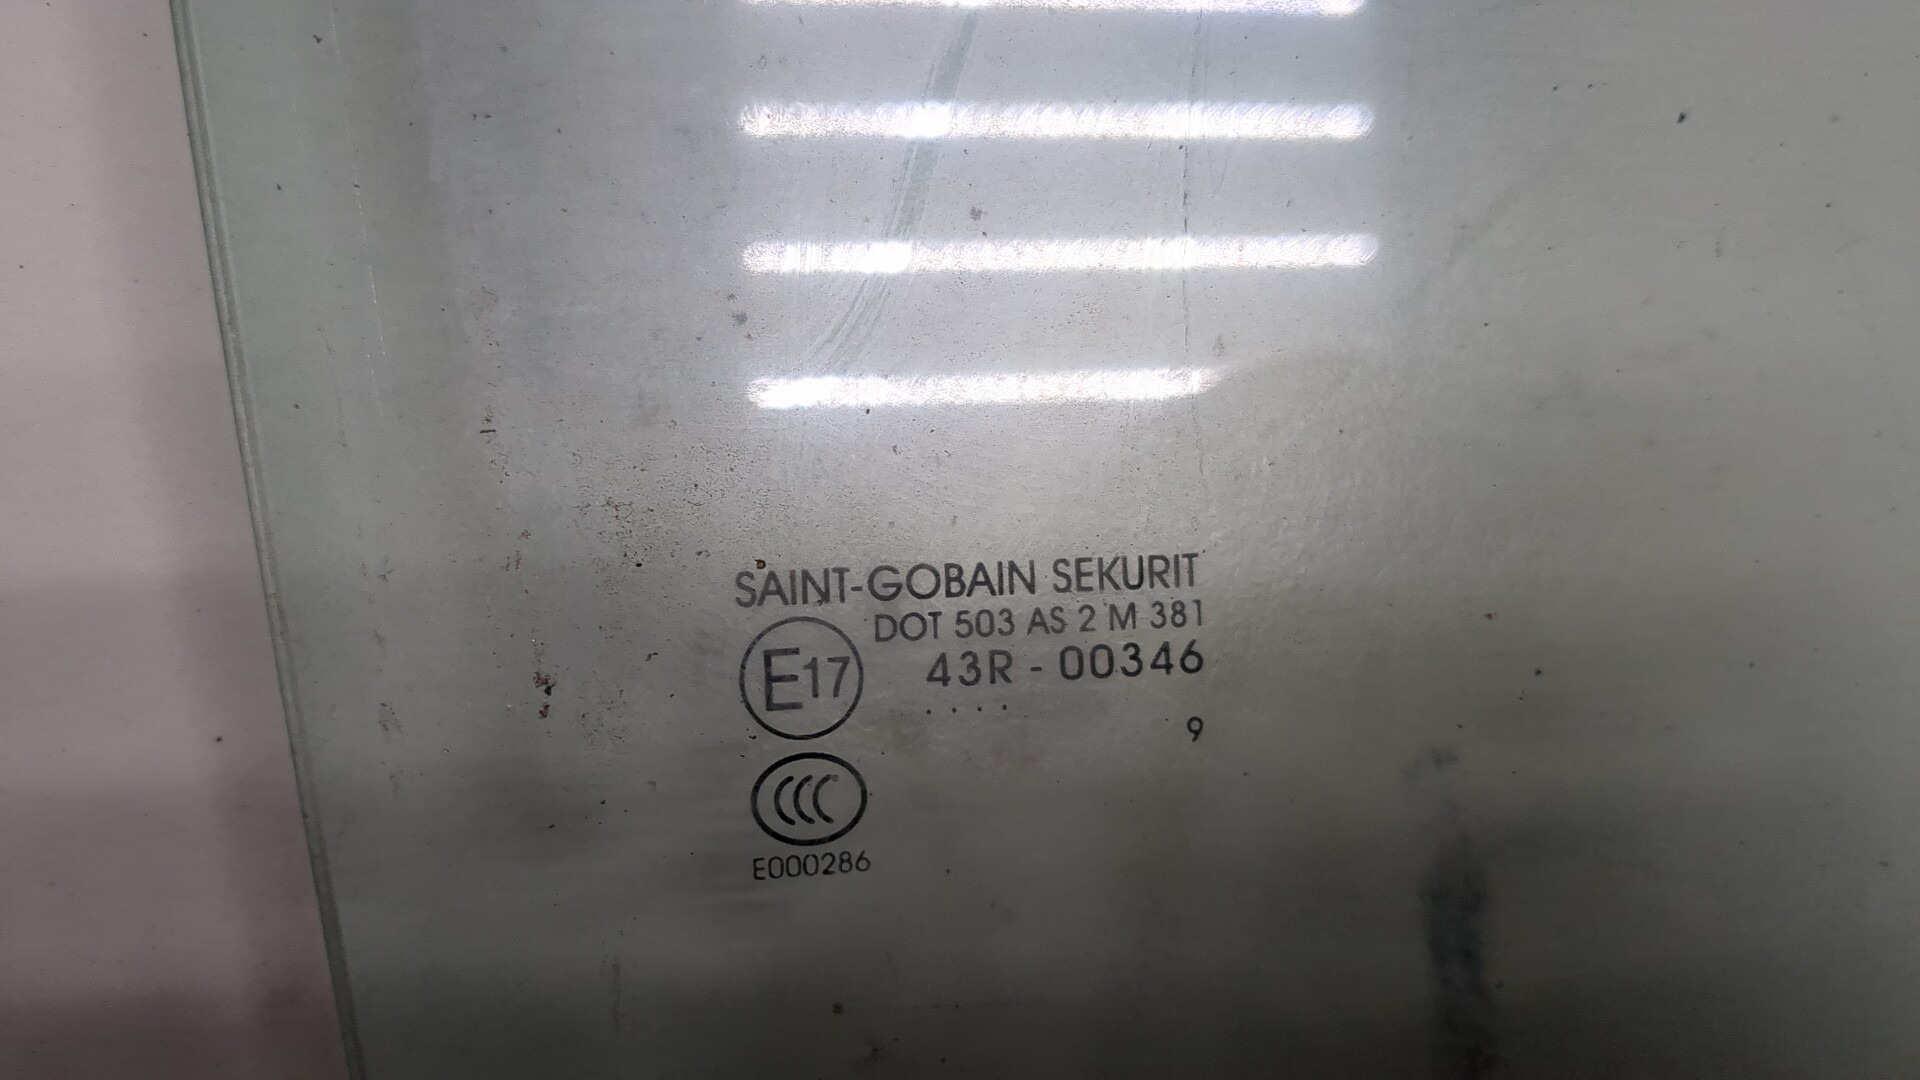 SAINT-GOBAIN SEKURIT
DOT 503 AS 2 M 381
E17
43R - 00346
. . . .
9
CCC
E000286